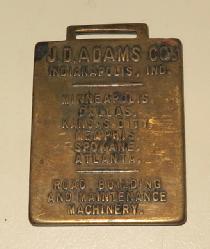 J.D. ADAMS CO.
INDIANAPOLIS, IND.
MINNEAPOLIS.
DALLAS.
KANSAS CITY.
MEMPHIS.
SPOKANE.
ATLANTA.
ROAD BUILDING
AND MAINTENANCE
MACHINERY.